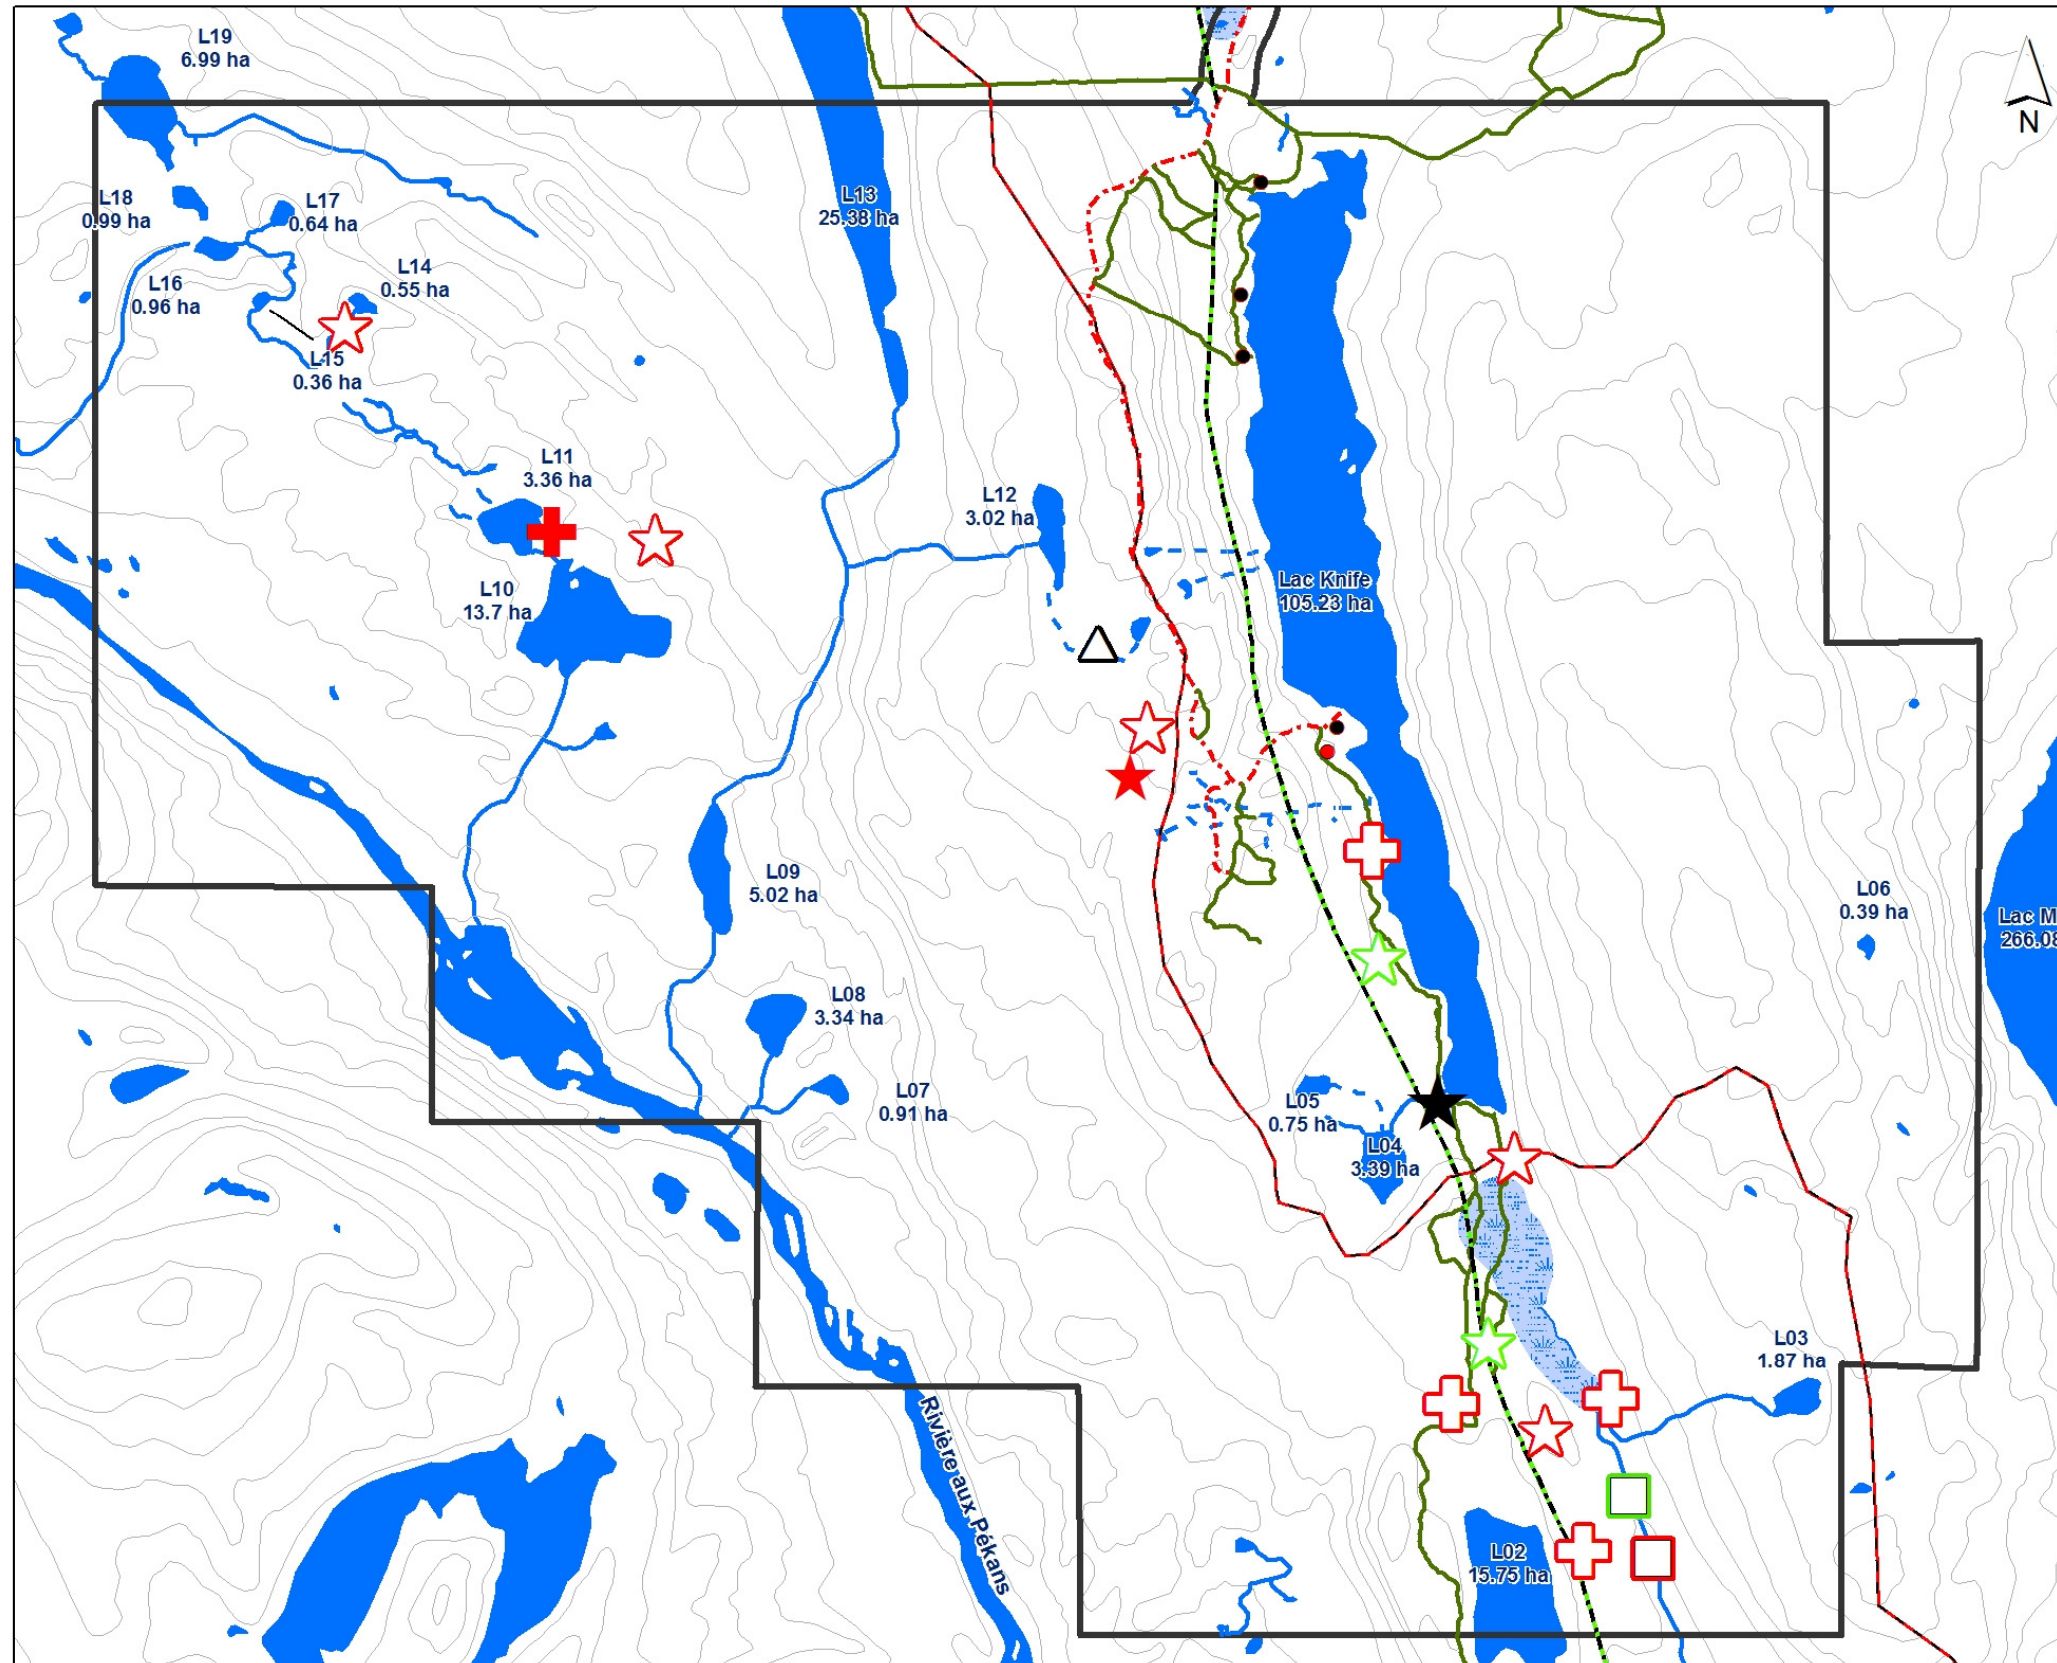 L19
6.99 ha
N
L18
0.99 ha
L17
0.64 ha
L13
25.38 ha
L14
0.55 ha
L16
0.96 ha
L15
0.36 ha
L11
3.36 ha
L12
3.02 ha
L10
13.7 ha
Lac Knife
105.23 ha
L09
5.02 ha
L06
0.39 ha
Lac M
266.08
L08
3.34 ha
L07
0.91 ha
L05
0.75 ha
L04
3.39 ha
L03
1.87 ha
Rivière aux Pékans
L02
15.75 ha